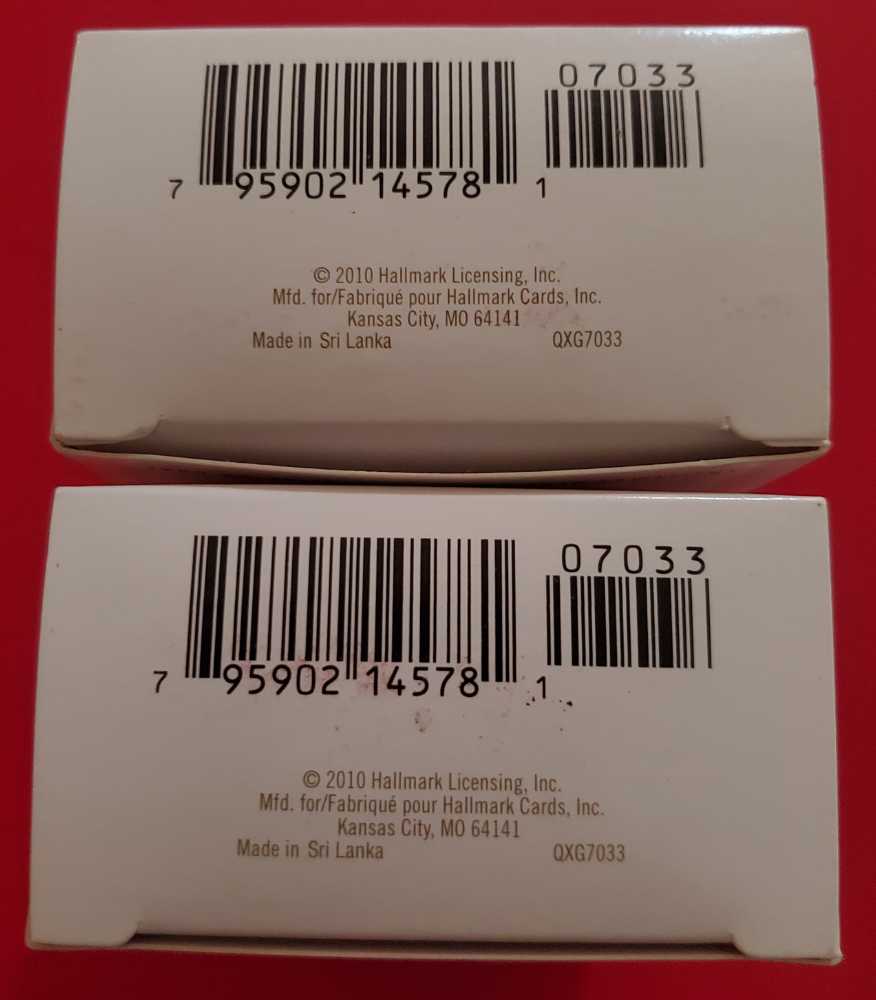 07033
7 95902 14578 1
© 2010 Hallmark Licensing, Inc.
Mfd. for/Fabriqué pour Hallmark Cards, Inc.
Kansas City, MO 64141
Made in Sri Lanka QXG7033
07033
7 95902 14578 1
© 2010 Hallmark Licensing, Inc.
Mfd. for/Fabriqué pour Hallmark Cards, Inc.
Kansas City, MO 64141
Made in Sri Lanka QXG7033